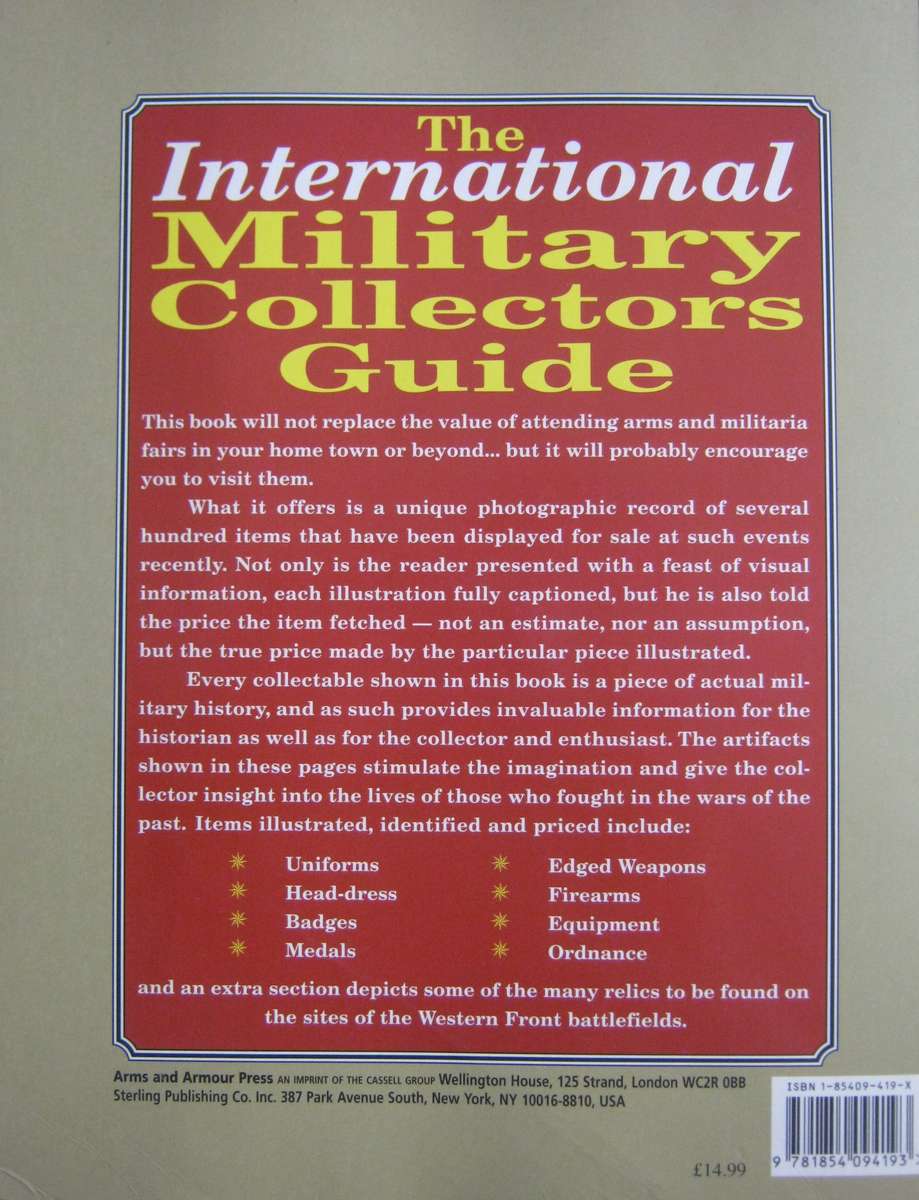 The
International
Military
Collectors
Guide
This book will not replace the value of attending arms and militaria
fairs in your home town or beyond... but it will probably encourage
you to visit them.
What it offers is a unique photographic record of several
hundred items that have been displayed for sale at such events
recently. Not only is the reader presented with a feast of visual
information, each illustration fully captioned, but he is also told
the price the item fetched — not an estimate, nor an assumption,
but the true price made by the particular piece illustrated.
Every collectable shown in this book is a piece of actual mil-
itary history, and as such provides invaluable information for the
historian as well as for the collector and enthusiast. The artifacts
shown in these pages stimulate the imagination and give the col-
lector insight into the lives of those who fought in the wars of the
past. Items illustrated, identified and priced include:
Uniforms
Head-dress
Badges
Medals
Edged Weapons
Firearms
Equipment
Ordnance
and an extra section depicts some of the many relics to be found on
the sites of the Western Front battlefields.
Arms and Armour Press AN IMPRINT OF THE CASSELL GROUP Wellington House, 125 Strand, London WC2R 0BB
Sterling Publishing Co. Inc. 387 Park Avenue South, New York, NY 10016-8810, USA
ISBN 1-85409-419-X
9 781854 094193
£14.99